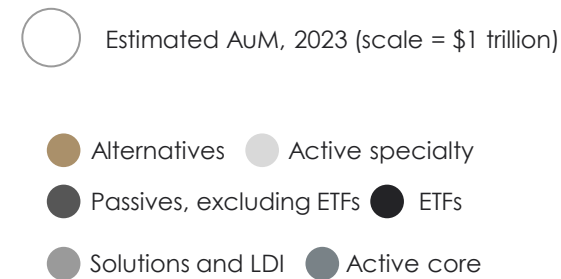 Estimated AuM, 2023 (scale = $1 trillion)
Alternatives Active specialty
Passives, excluding ETFs ETFs
Solutions and LDI Active core